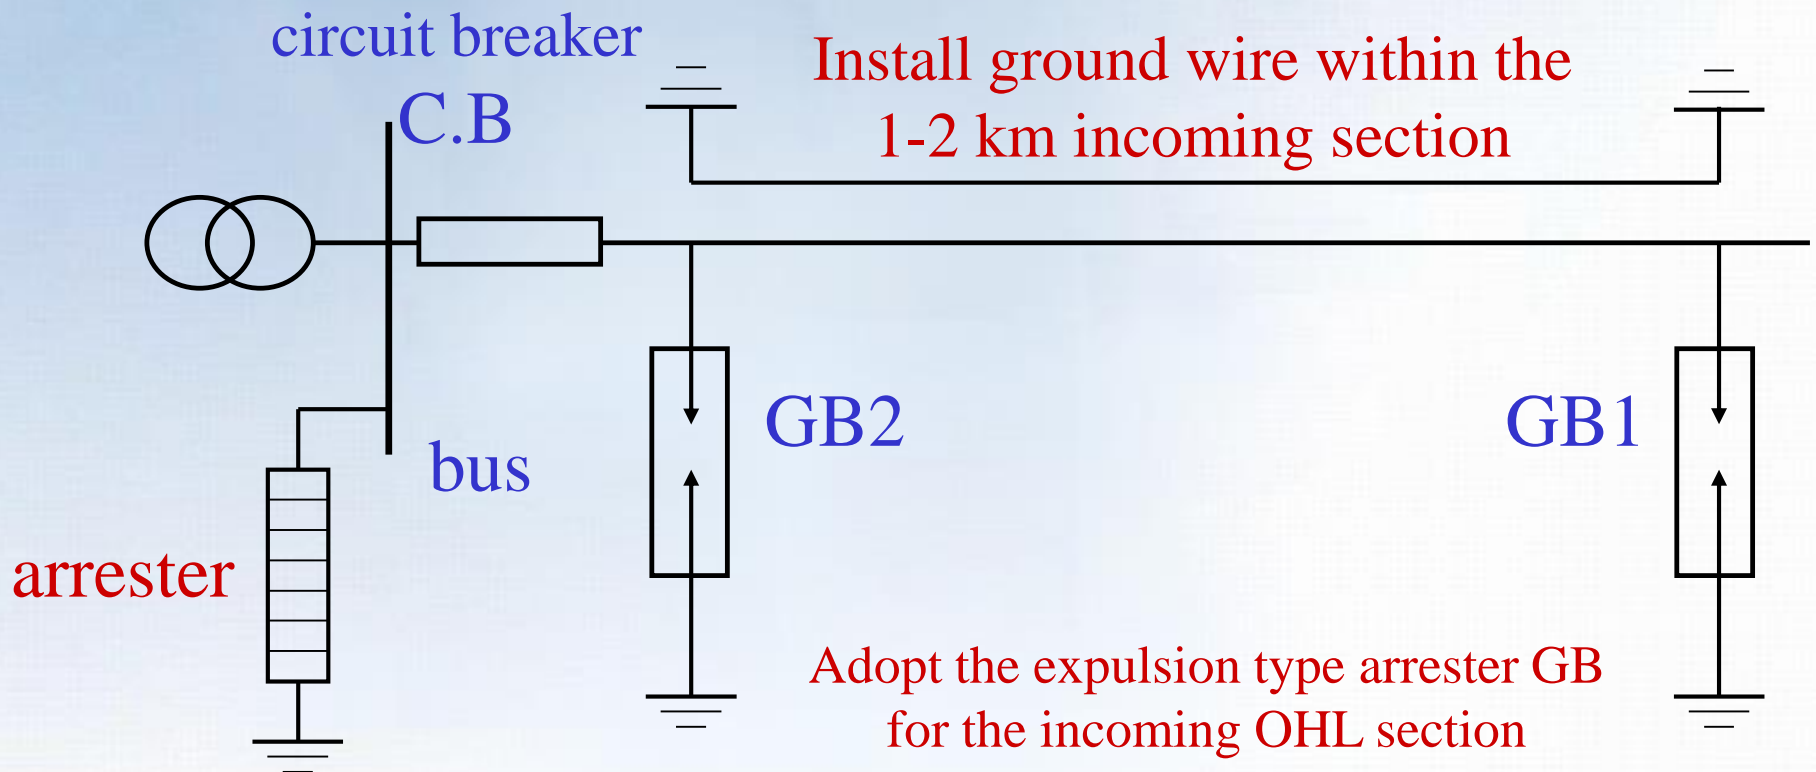 circuit breaker
C.B
Install ground wire within the
1-2 km incoming section
GB2
GB1
bus
arrester
Adopt the expulsion type arrester GB
for the incoming OHL section